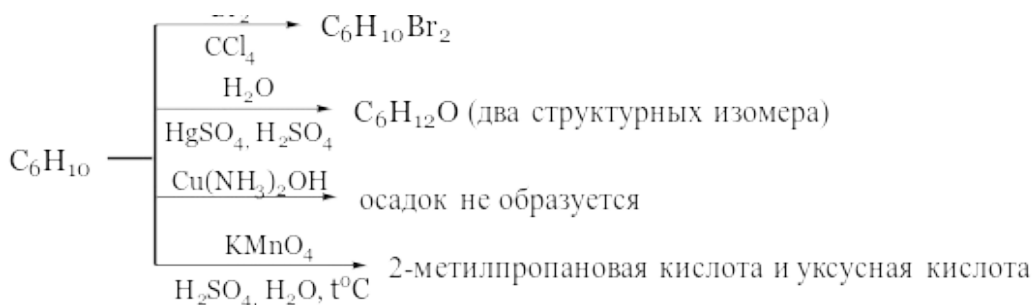 C₆H₁₀Br₂
CCl₄
H₂O
C₆H₁₂O (два структурных изомера)
HgSO₄, H₂SO₄
C₆H₁₀
Cu(NH₃)₂OH
осадок не образуется
KMnO₄
2-метилпропановая кислота и уксусная кислота
H₂SO₄, H₂O, t⁰C